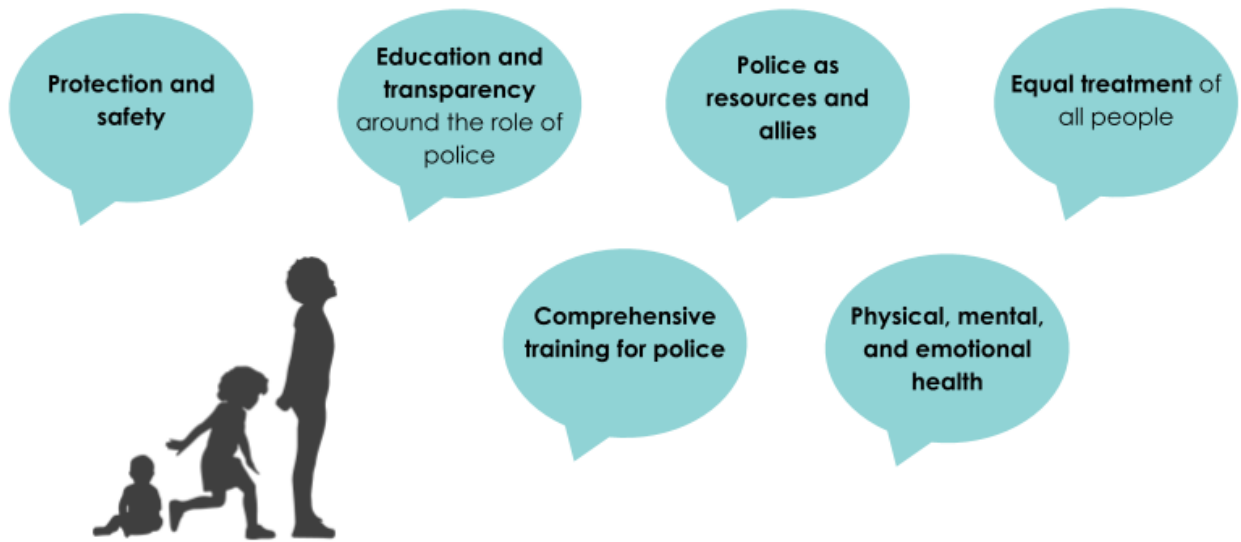 Protection and
safety
Education and
transparency
around the role of
police
Police as
resources and
allies
Equal treatment of
all people
Comprehensive
training for police
Physical, mental,
and emotional
health